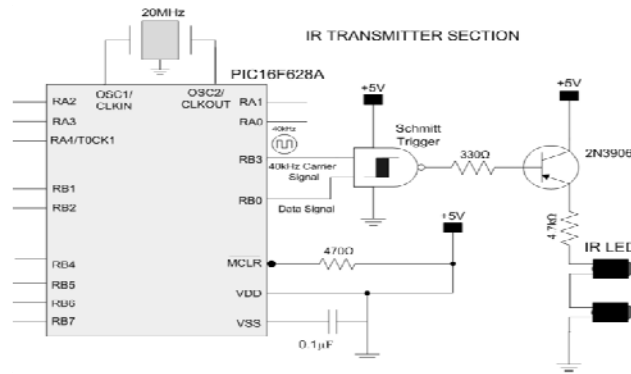 20MHz
IR TRANSMITTER SECTION
PIC16F628A
OSC1/
CLKIN
OSC2/
CLKOUT
+5V
+5V
RA2
RA1
RA3
RA0
RA4/T0CK1
40kHz
Schmitt
Trigger
2N3906
330Ω
RB3
40kHz Carrier
Signal
RB1
RB0
RB2
Data Signal
+5V
4.7kΩ
470Ω
IR LED
RB4
MCLR
RB5
VDD
RB6
RB7
VSS
0.1µF